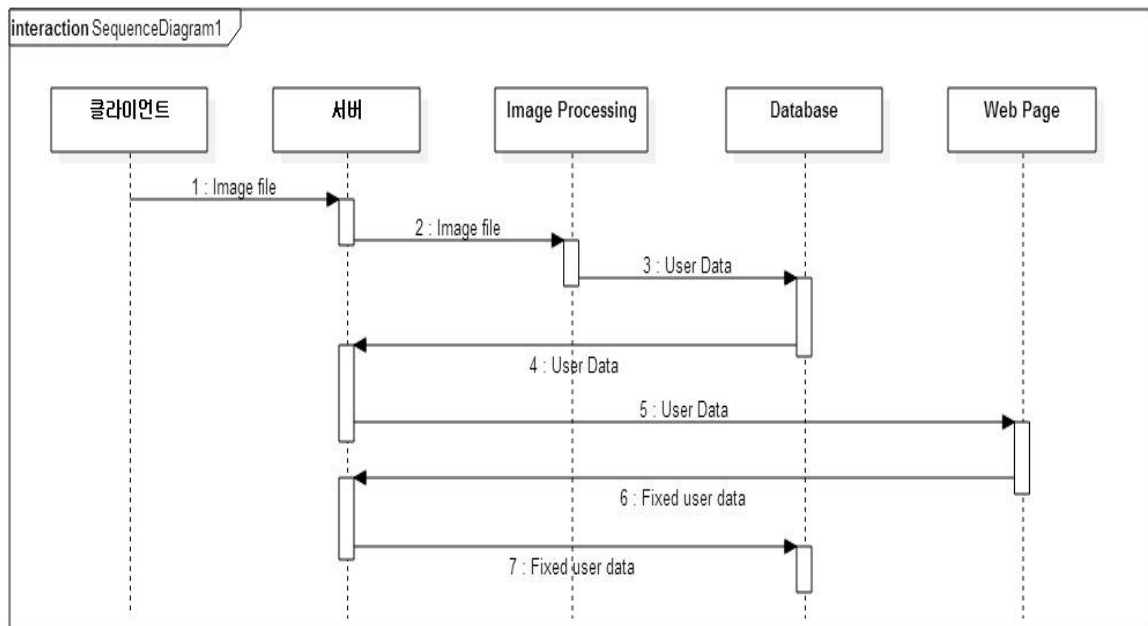 interaction SequenceDiagram1
클라이언트
서버
Image Processing
Database
Web Page
1 : Image file
2 : Image file
3 : User Data
4 : User Data
5 : User Data
6 : Fixed user data
7 : Fixed user data